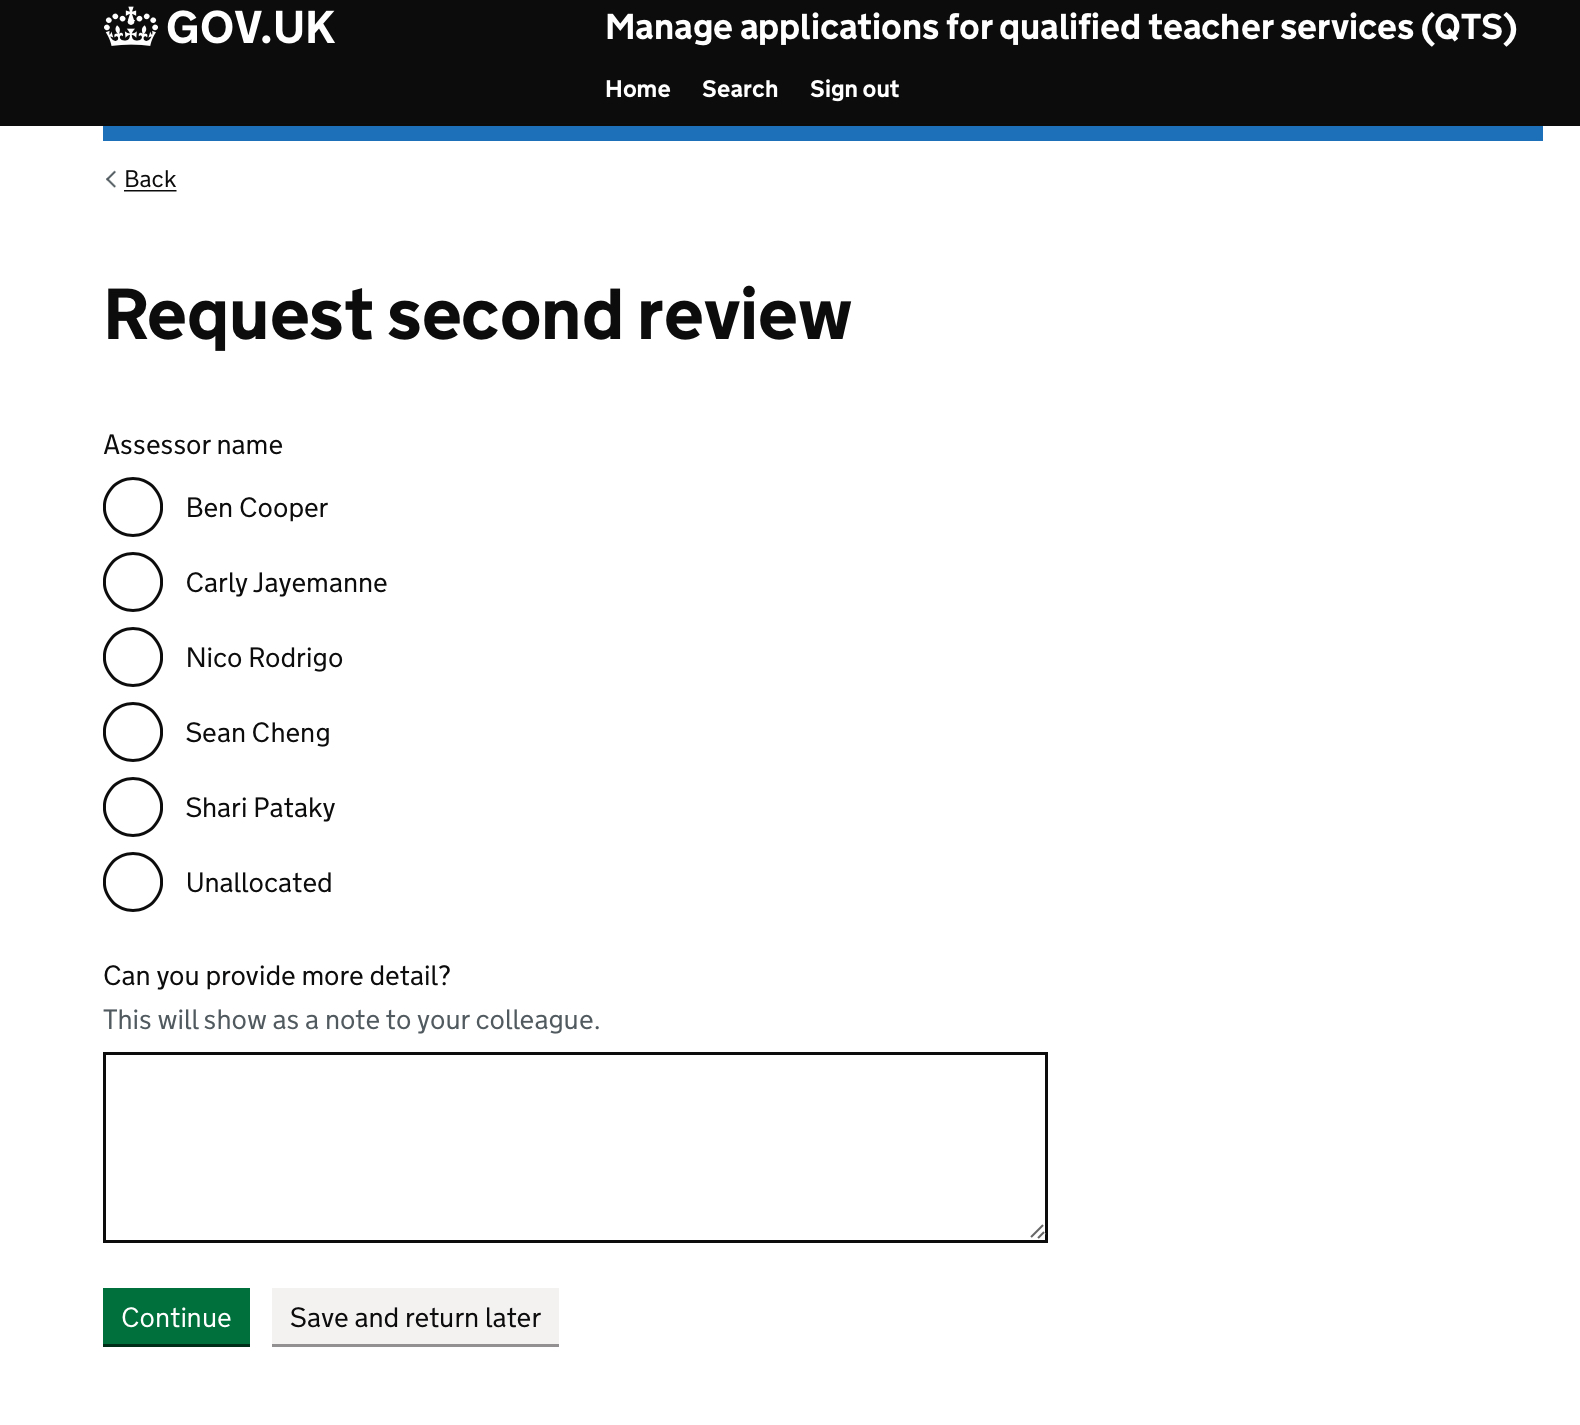 GOV.UK
Manage applications for qualified teacher services (QTS)
Home Search Sign out
Back
Request second review
Assessor name
Ben Cooper
Carly Jayemanne
Nico Rodrigo
Sean Cheng
Shari Pataky
Unallocated
Can you provide more detail?
This will show as a note to your colleague.
Continue Save and return later